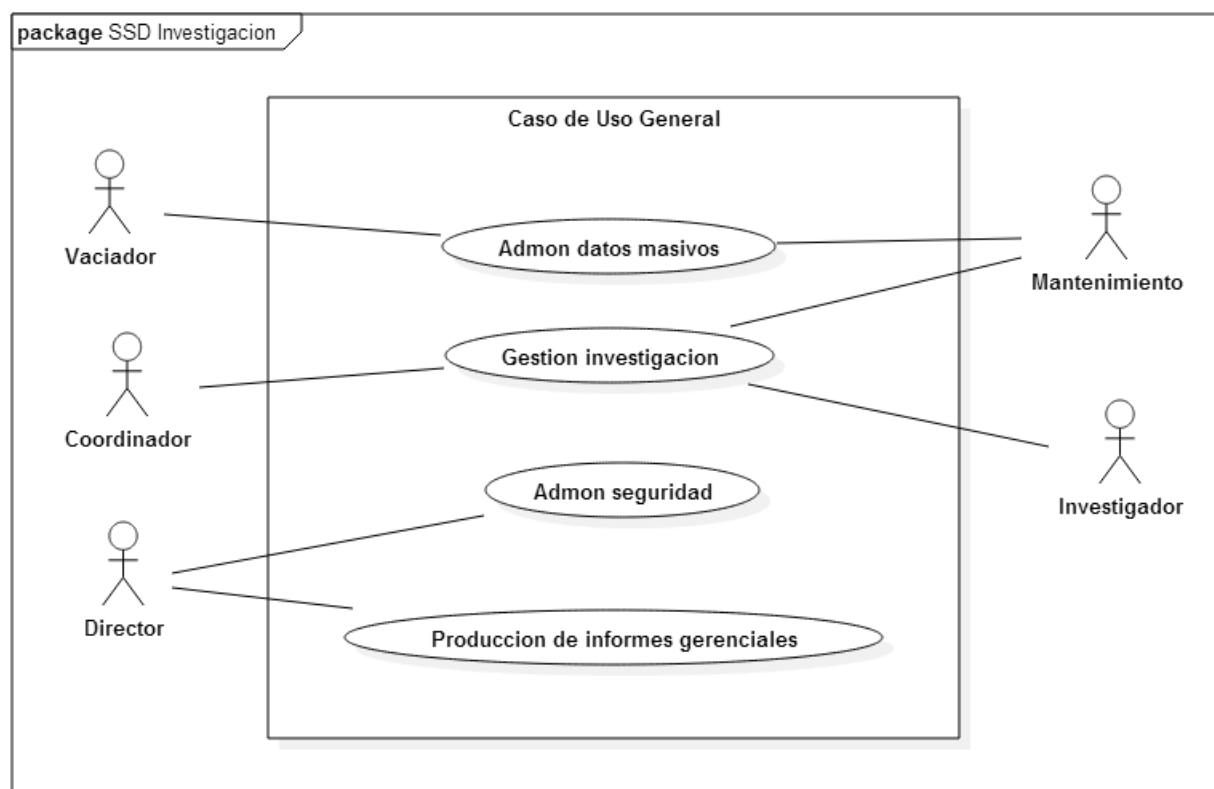 package SSD Investigacion
Caso de Uso General
Vaciador
Admon datos masivos
Mantenimiento
Gestion investigacion
Coordinador
Admon seguridad
Investigador
Director
Produccion de informes gerenciales